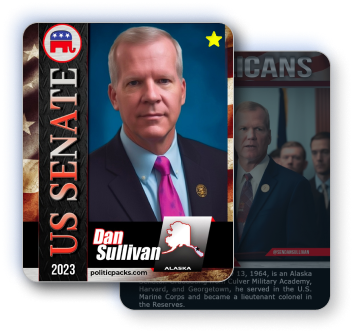 US SENATE
2023
Dan
Sullivan
ALASKA
politicpacks.com
ICANS
13, 1964, is an Alaska
Culver Military Academy,
Harvard, and Georgetown, he served in the U.S.
Marine Corps and became a lieutenant colonel in
the Reserves.